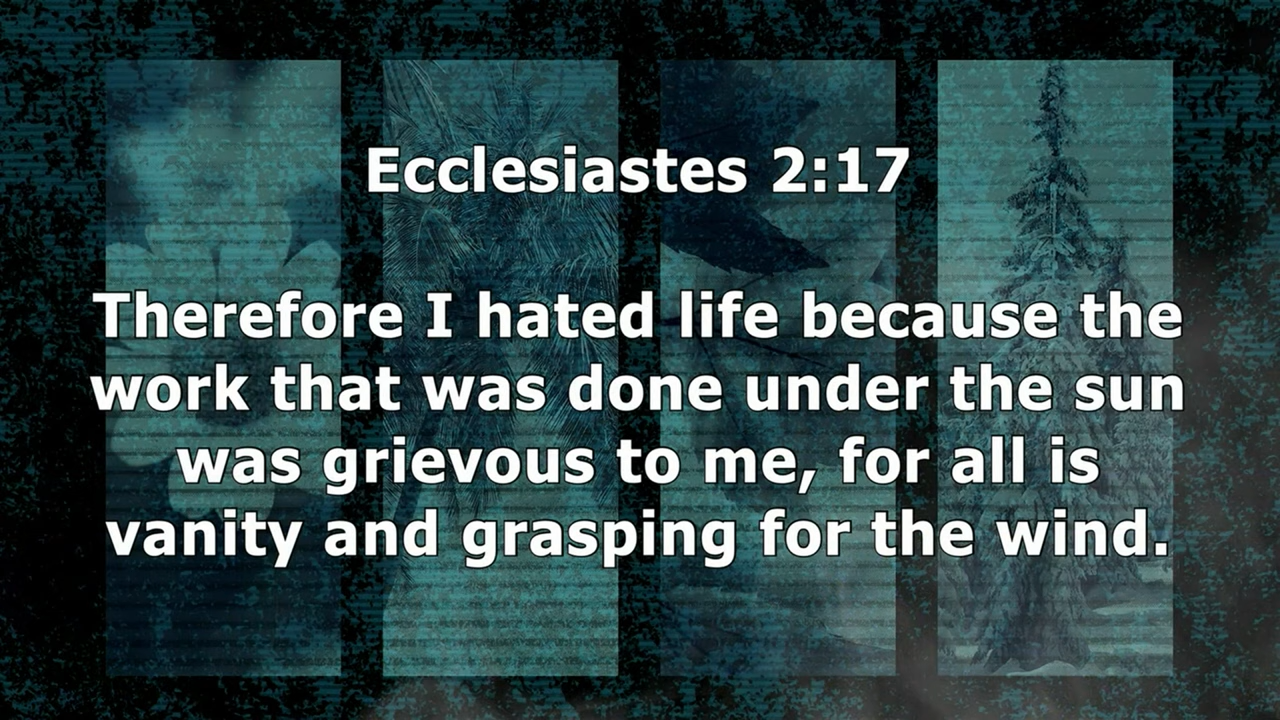 Ecclesiastes 2:17
Therefore I hated life because the
work that was done under the sun
was grievous to me, for all is
vanity and grasping for the wind.